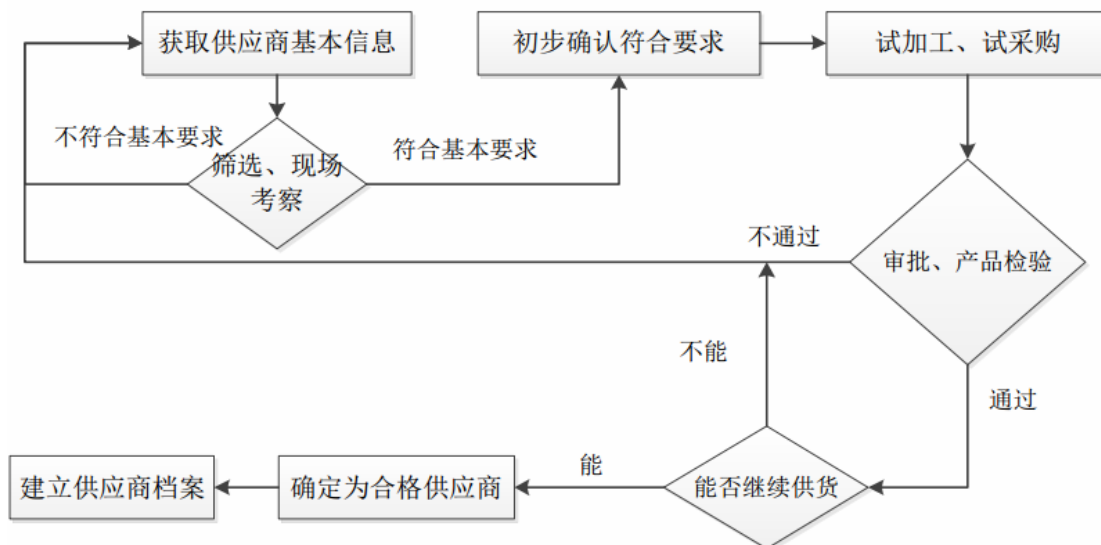 获取供应商基本信息
初步确认符合要求
试加工、试采购
不符合基本要求
符合基本要求
筛选、现场
考察
不通过
审批、产品检验
不能
通过
能
建立供应商档案
确定为合格供应商
能否继续供货